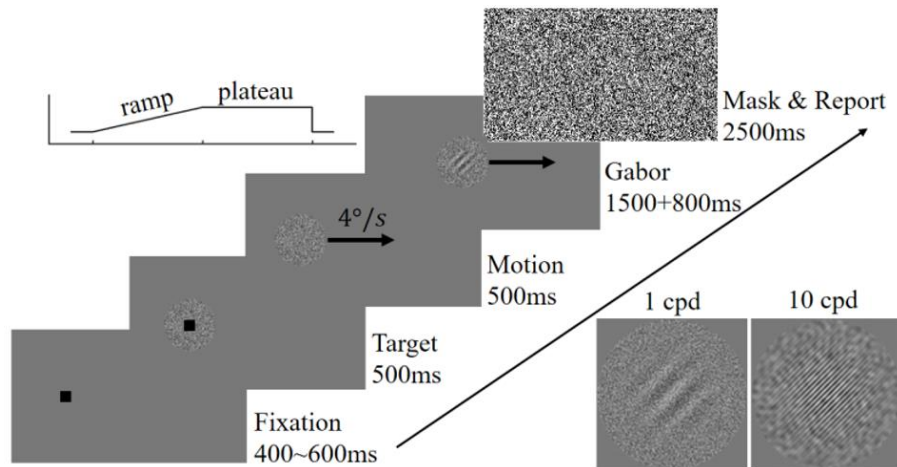 ramp
plateau
Mask & Report
2500ms
Gabor
1500+800ms
4°/s
Motion
500ms
1 cpd
10 cpd
Target
500ms
Fixation
400~600ms